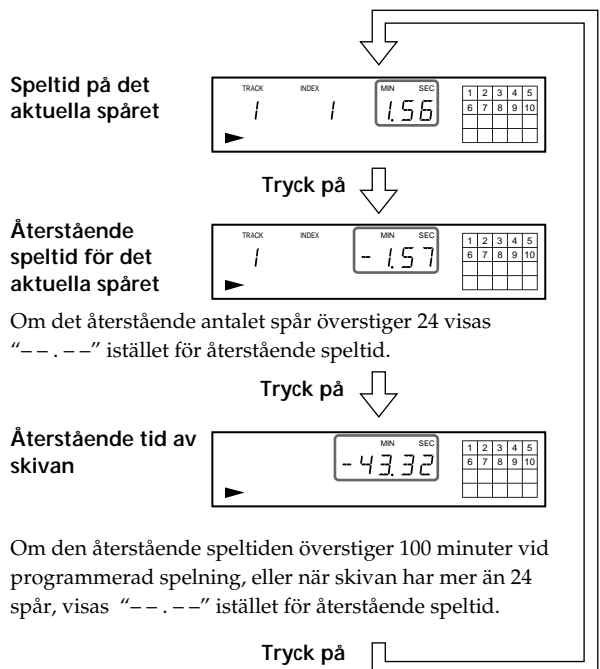 Speltid på det
aktuella spåret
TRACK INDEX MIN SEC
1 1 1.56
1 2 3 4 5
6 7 8 9 10
Tryck på
Återstående
speltid för det
aktuella spåret
TRACK INDEX MIN SEC
1 - 1.57
1 2 3 4 5
6 7 8 9 10
Om det återstående antalet spår överstiger 24 visas
“– – . – –” istället för återstående speltid.
Tryck på
Återstående tid av
skivan
MIN SEC
- 43.32
1 2 3 4 5
6 7 8 9 10
Om den återstående speltiden överstiger 100 minuter vid
programmerad spelning, eller när skivan har mer än 24
spår, visas “– – . – –” istället för återstående speltid.
Tryck på